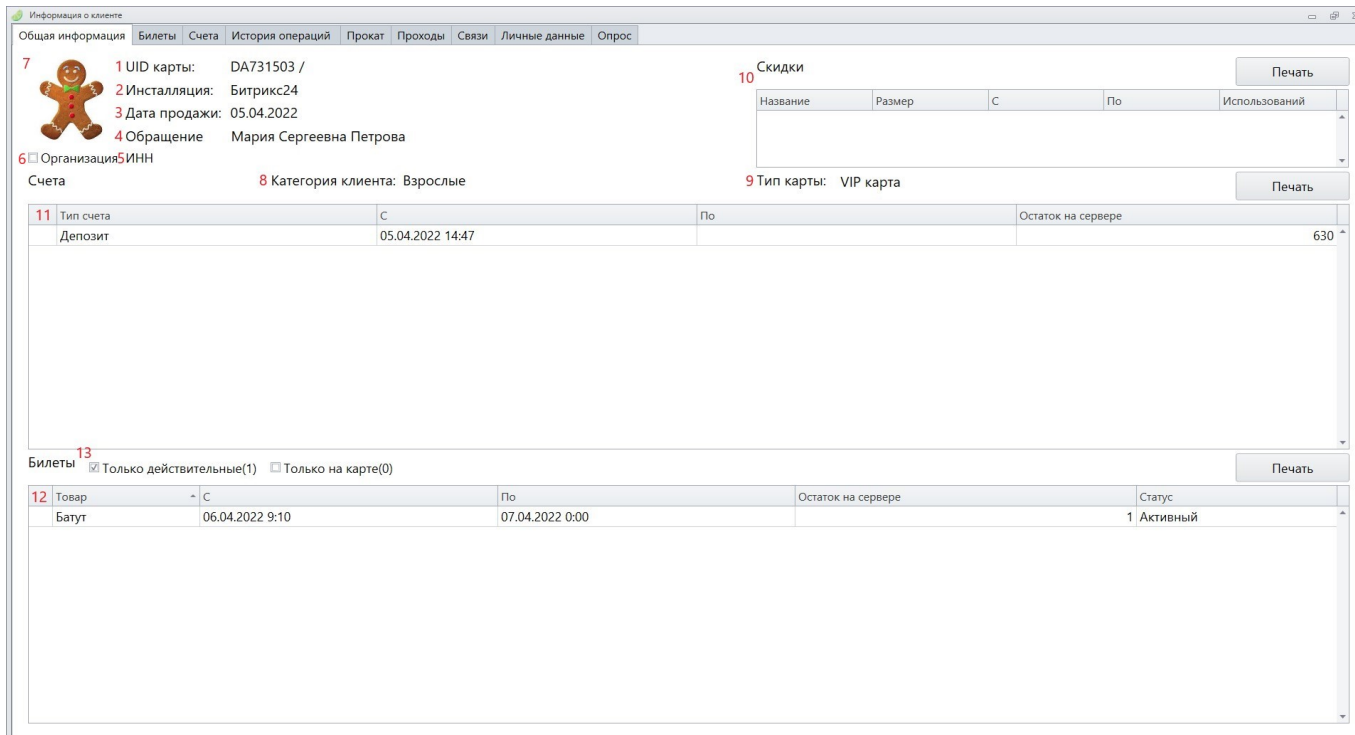 Информация о клиенте
Общая информация Билеты Счета История операций Прокат Проходы Связи Личные данные Опрос
7
1 UID карты: DA731503 /
2 Инсталляция: Битрикс24
3 Дата продажи: 05.04.2022
4 Обращение Мария Сергеевна Петрова
6 Организация 5 ИНН
10 Скидки Печать
Название Размер С По Использований
Счета 8 Категория клиента: Взрослые 9 Тип карты: VIP карта Печать
11 Тип счета С По Остаток на сервере
Депозит 05.04.2022 14:47 630
Билеты 13 Только действительные(1) Только на карте(0) Печать
12 Товар С По Остаток на сервере Статус
Батут 06.04.2022 9:10 07.04.2022 0:00 1 Активный